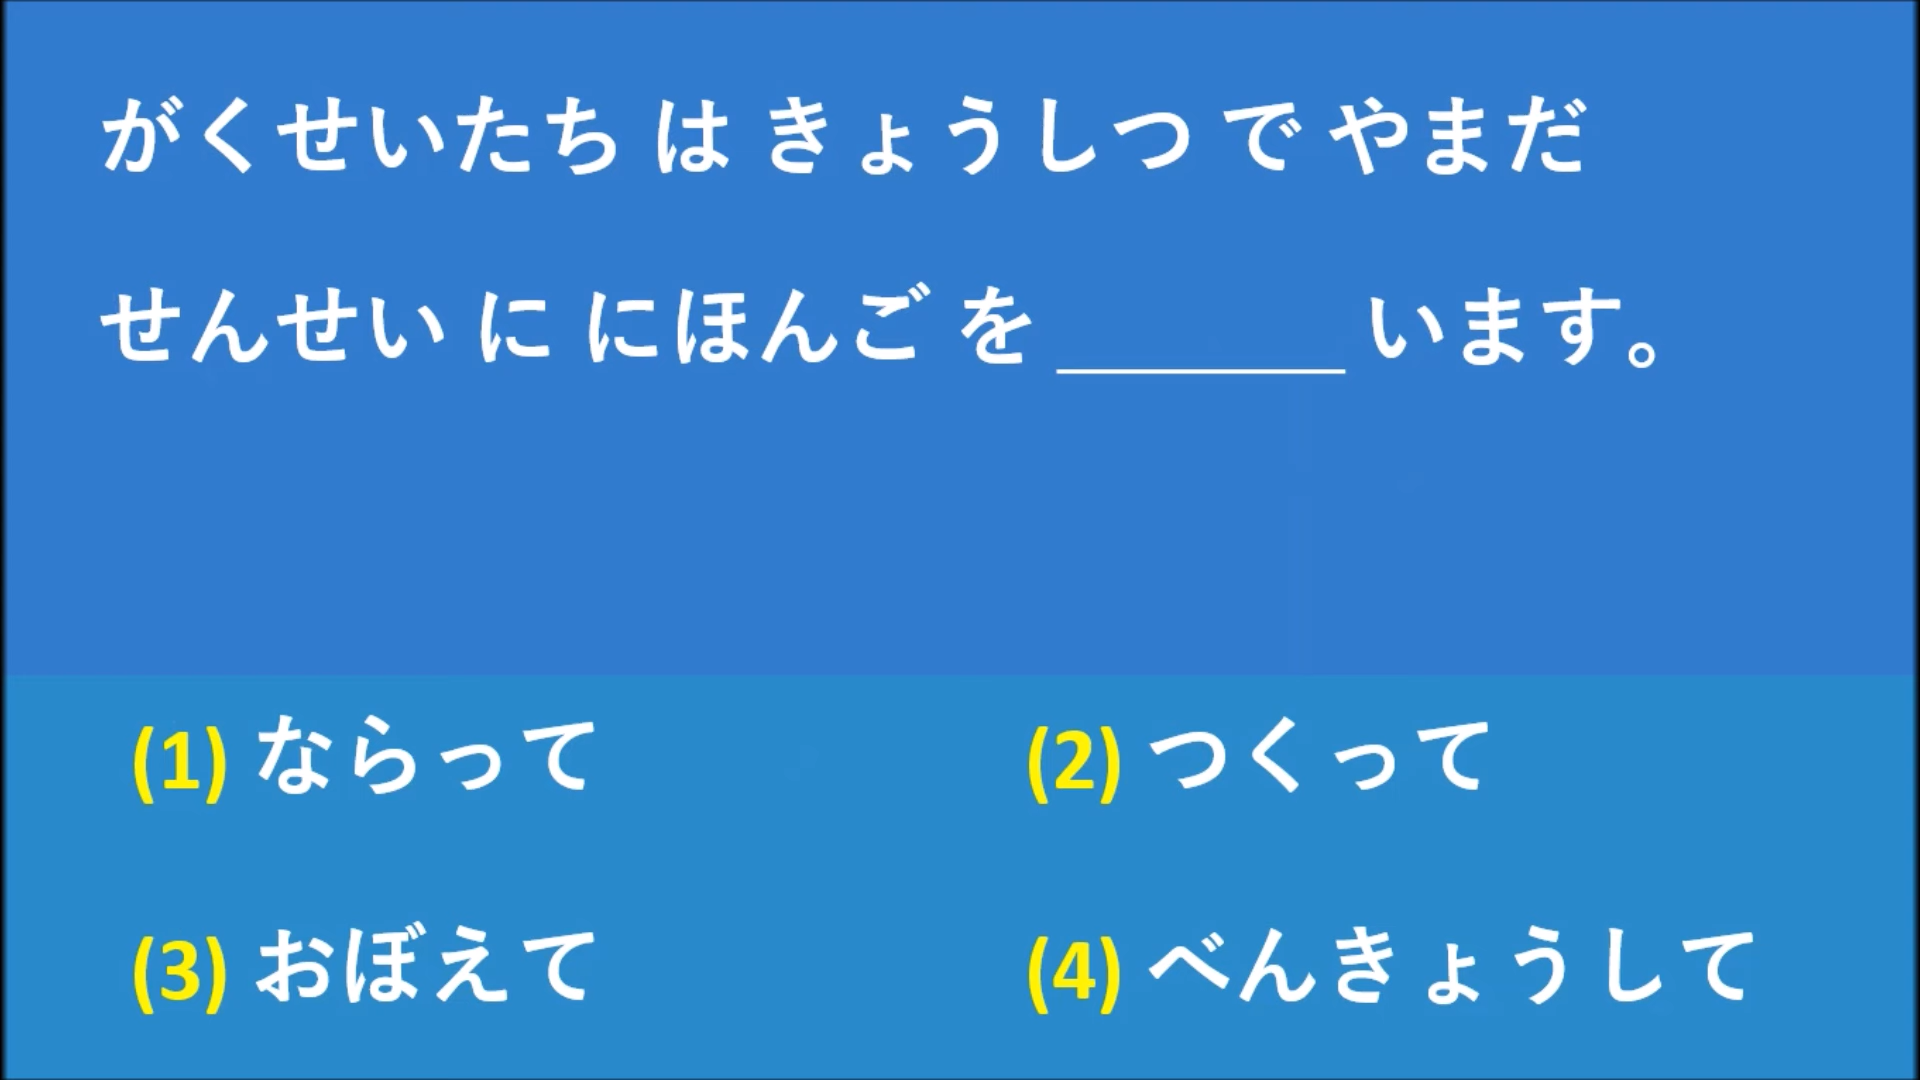 がくせいたち は きょうしつ で やまだ
せんせい に にほんご を ________ います。
(1) ならって
(2) つくって
(3) おぼえて
(4) べんきょうして